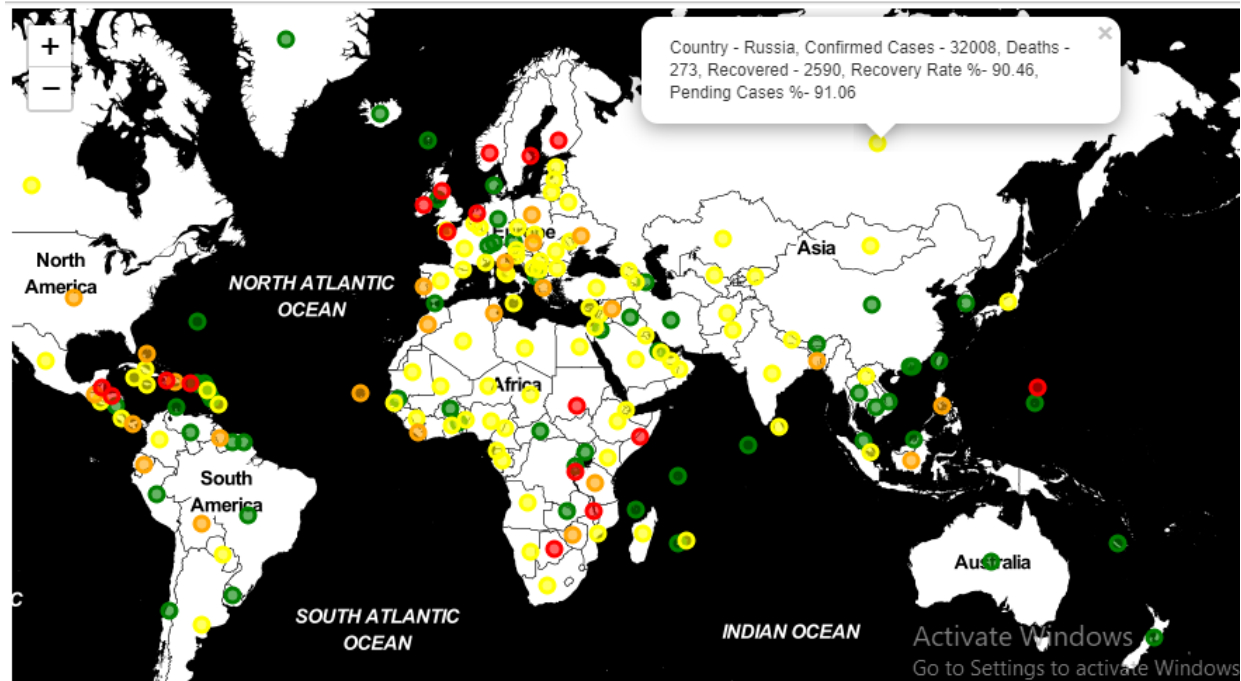 +
−
×
Country - Russia, Confirmed Cases - 32008, Deaths -
273, Recovered - 2590, Recovery Rate %- 90.46,
Pending Cases %- 91.06
Europe
Asia
North
America
NORTH ATLANTIC
OCEAN
Africa
South
America
Australia
C
SOUTH ATLANTIC
OCEAN
INDIAN OCEAN
Activate Windows
Go to Settings to activate Windows